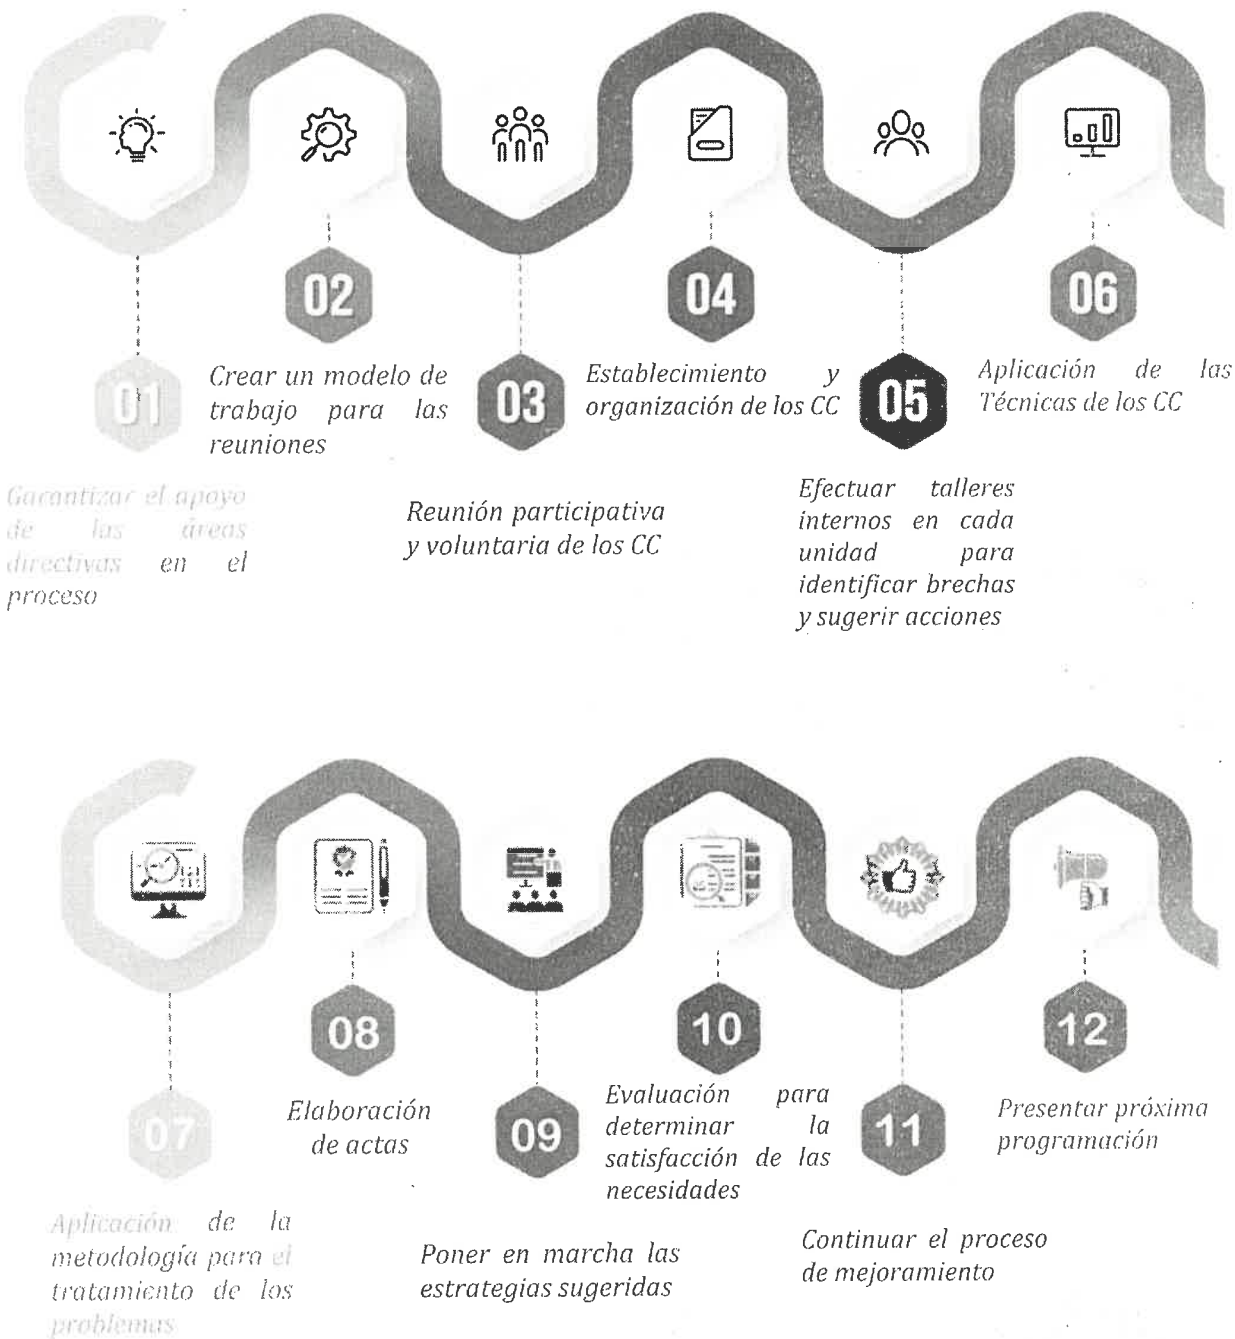 01
Garantizar el apoyo
de las áreas
directivas en el
proceso
02
Crear un modelo de
trabajo para las
reuniones
03
Reunión participativa
y voluntaria de los CC
04
Establecimiento y
organización de los CC
05
Efectuar talleres
internos en cada
unidad para
identificar brechas
y sugerir acciones
06
Aplicación de las
Técnicas de los CC
07
Aplicación de la
metodología para el
tratamiento de los
problemas
08
Elaboración
de actas
09
Poner en marcha las
estrategias sugeridas
10
Evaluación para
determinar la
satisfacción de las
necesidades
11
Continuar el proceso
de mejoramiento
12
Presentar próxima
programación